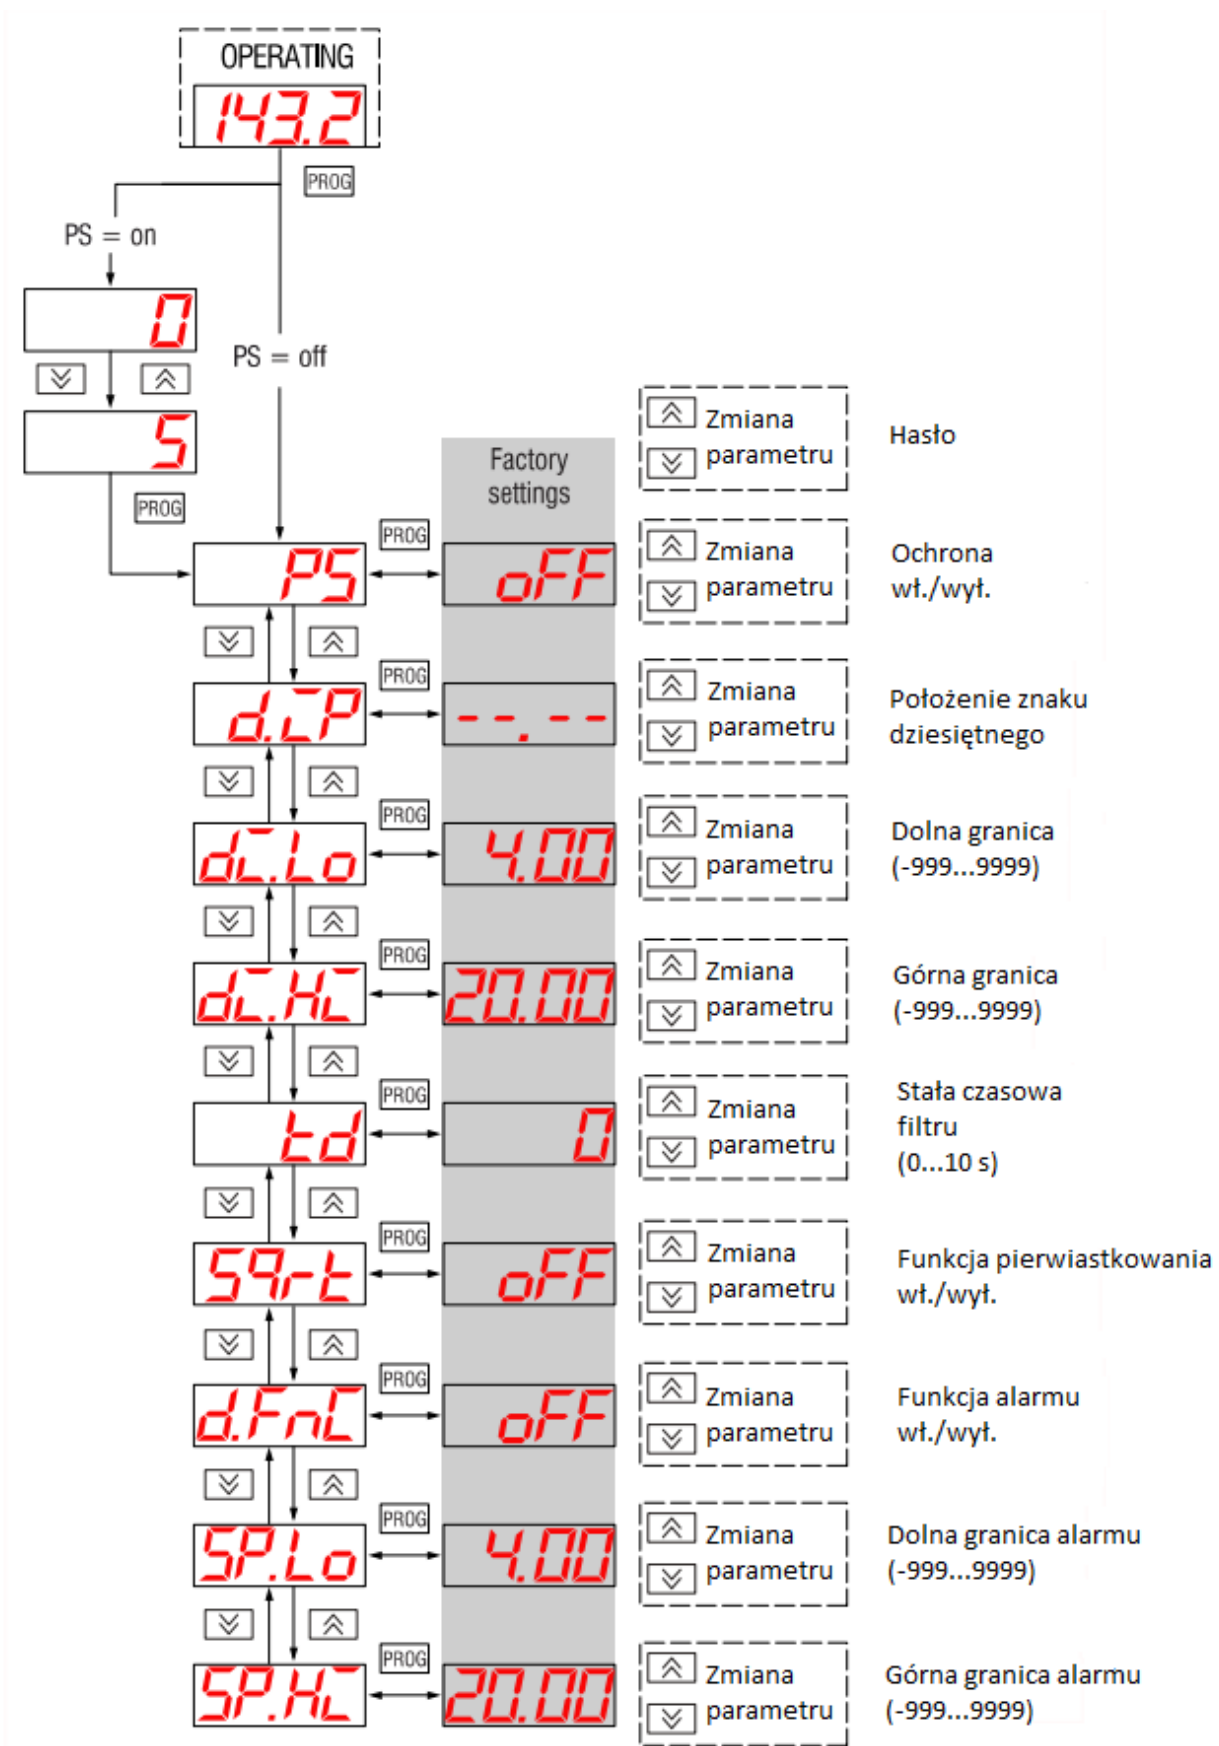 OPERATING
143.2
PROG
PS = on
0
PS = off
5
PROG
Factory
settings
Zmiana
parametru
Hasło
PS
PROG
oFF
Zmiana
parametru
Ochrona
wł./wył.
d.iP
PROG
--.--
Zmiana
parametru
Położenie znaku
dziesiętnego
di.Lo
PROG
4.00
Zmiana
parametru
Dolna granica
(-999...9999)
di.Hi
PROG
20.00
Zmiana
parametru
Górna granica
(-999...9999)
td
PROG
0
Zmiana
parametru
Stała czasowa
filtru
(0...10 s)
Sqrt
PROG
oFF
Zmiana
parametru
Funkcja pierwiastkowania
wł./wył.
d.FnC
PROG
oFF
Zmiana
parametru
Funkcja alarmu
wł./wył.
SP.Lo
PROG
4.00
Zmiana
parametru
Dolna granica alarmu
(-999...9999)
SP.Hi
PROG
20.00
Zmiana
parametru
Górna granica alarmu
(-999...9999)